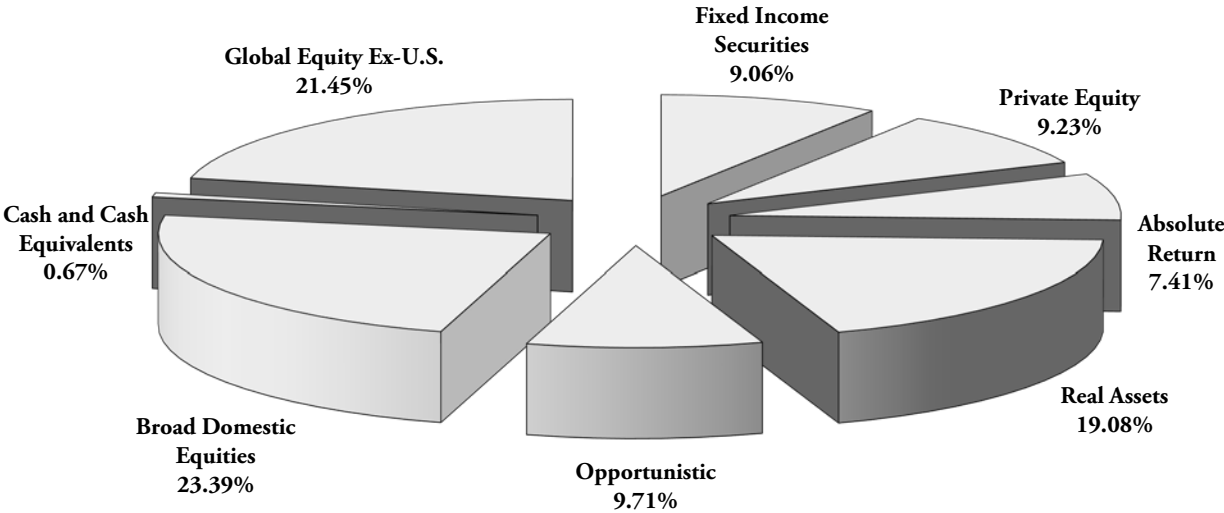 Fixed Income
Securities
9.06%
Global Equity Ex-U.S.
21.45%
Private Equity
9.23%
Cash and Cash
Equivalents
0.67%
Absolute
Return
7.41%
Real Assets
19.08%
Broad Domestic
Equities
23.39%
Opportunistic
9.71%